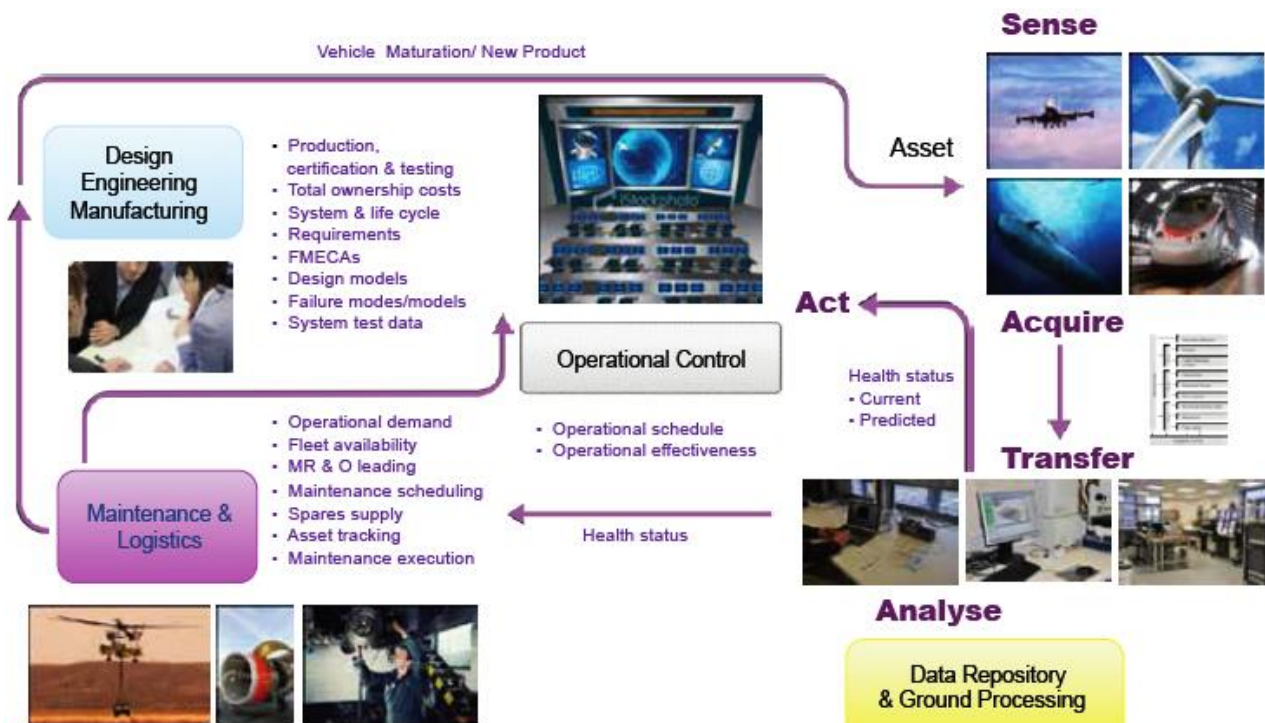 Sense
Vehicle Maturation/ New Product
Asset
Design
Engineering
Manufacturing
▪ Production,
certification & testing
▪ Total ownership costs
▪ System & life cycle
▪ Requirements
▪ FMECAs
▪ Design models
▪ Failure modes/models
▪ System test data
iStockphoto
Act
Acquire
Operational Control
Health status
▪ Current
▪ Predicted
▪ Operational schedule
▪ Operational effectiveness
Transfer
Maintenance &
Logistics
▪ Operational demand
▪ Fleet availability
▪ MR & O leading
▪ Maintenance scheduling
▪ Spares supply
▪ Asset tracking
▪ Maintenance execution
Health status
Analyse
Data Repository
& Ground Processing